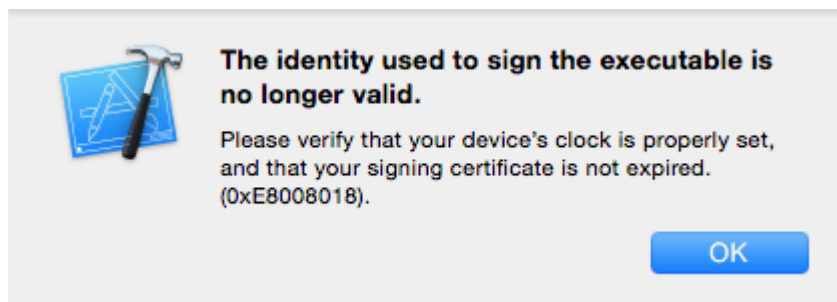 The identity used to sign the executable is
no longer valid.
Please verify that your device's clock is properly set,
and that your signing certificate is not expired.
(0xE8008018).
OK